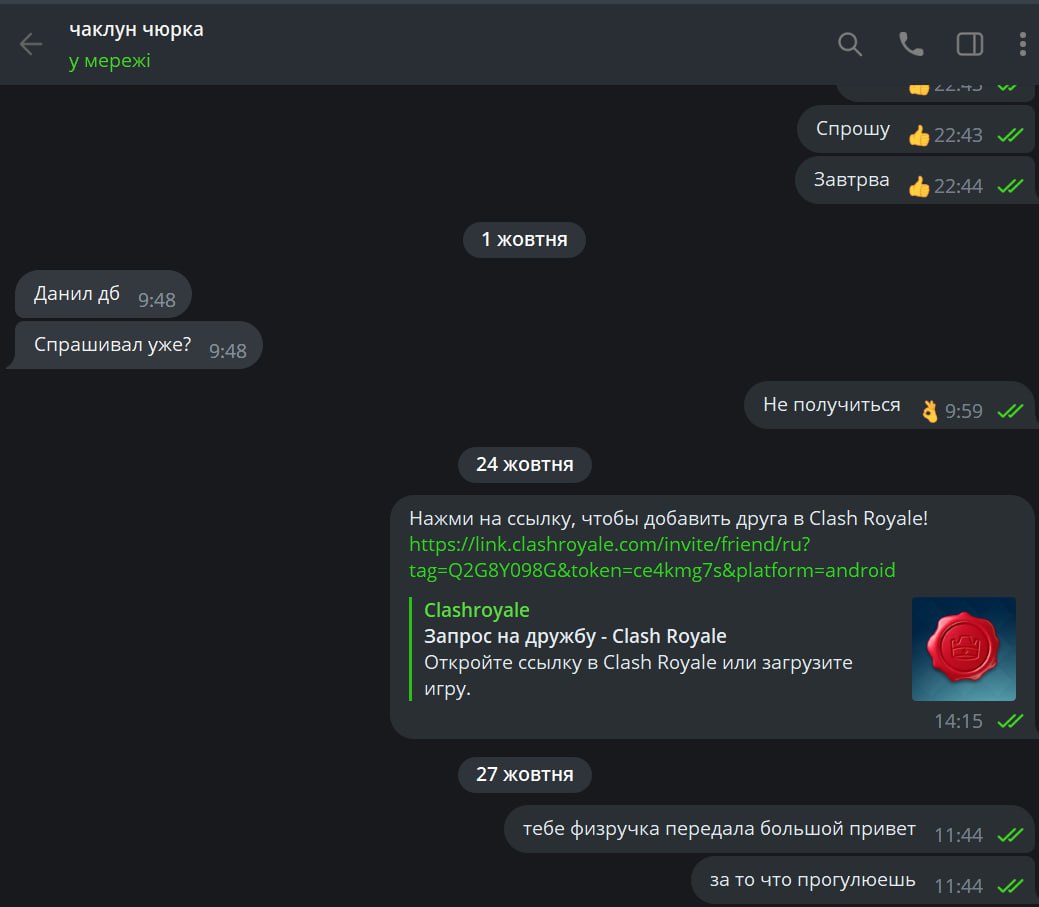 чаклун чюрка
у мережі
22:43
Спрошу 22:43
Завтрва 22:44
1 жовтня
Данил дб 9:48
Спрашивал уже? 9:48
Не получиться 9:59
24 жовтня
Нажми на ссылку, чтобы добавить друга в Clash Royale!
https://link.clashroyale.com/invite/friend/ru?
tag=Q2G8Y098G&token=ce4kmg7s&platform=android
Clashroyale
Запрос на дружбу - Clash Royale
Откройте ссылку в Clash Royale или загрузите
игру.
14:15
27 жовтня
тебе физручка передала большой привет 11:44
за то что прогулюешь 11:44